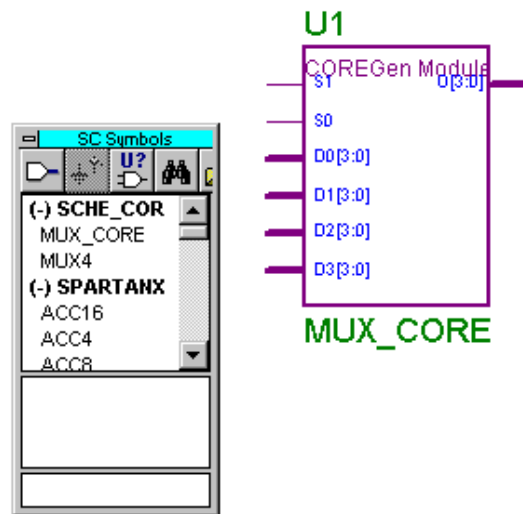 U1
COREGen Module
S1
O[3:0]
S0
D0[3:0]
D1[3:0]
D2[3:0]
D3[3:0]
MUX_CORE
SC Symbols
U?
(-) SCHE_COR
MUX_CORE
MUX4
(-) SPARTANX
ACC16
ACC4
ACC8